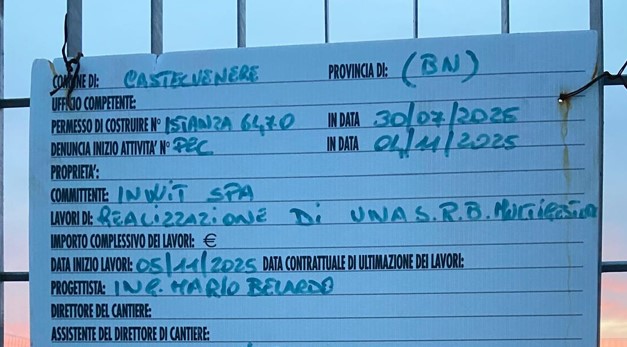 COMUNE DI: CASTELVENERE PROVINCIA DI: (BN)
UFFICIO COMPETENTE:
PERMESSO DI COSTRUIRE N° ISTANZA 6470 IN DATA 30/07/2025
DENUNCIA INIZIO ATTIVITA' N° PEC IN DATA 04/11/2025
PROPRIETA':
COMMITTENTE: INWIT SPA
LAVORI DI: REALIZZAZIONE DI UNA S.R.B. MULTIGESTORE
IMPORTO COMPLESSIVO DEI LAVORI: €
DATA INIZIO LAVORI: 05/11/2025 DATA CONTRATTUALE DI ULTIMAZIONE DEI LAVORI:
PROGETTISTA: ING. MARIO BELARDO
DIRETTORE DEL CANTIERE:
ASSISTENTE DEL DIRETTORE DI CANTIERE: